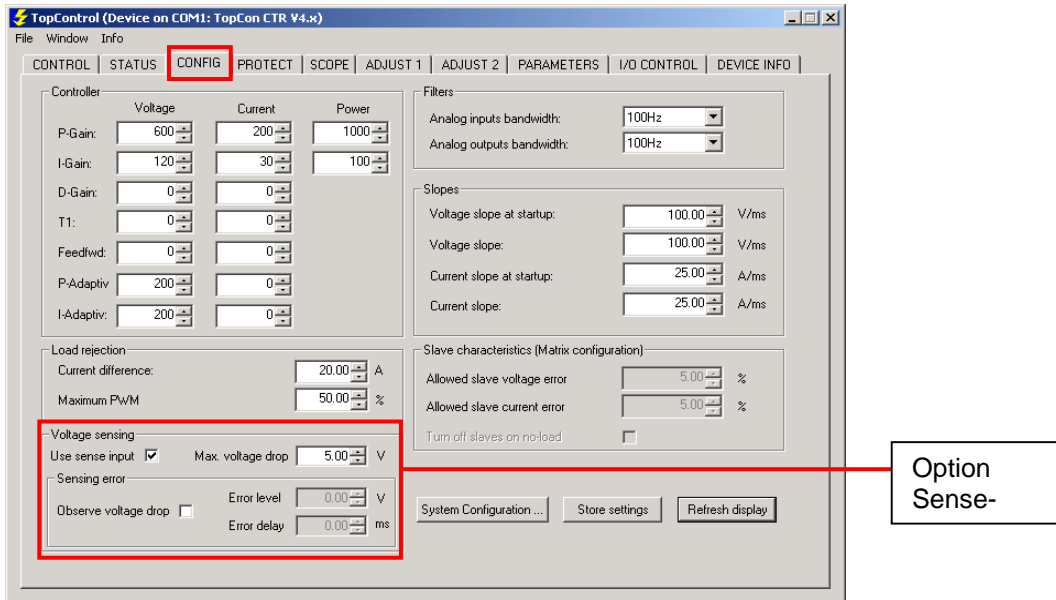 TopControl (Device on COM1: TopCon CTR V4.x)
File Window Info
CONTROL STATUS CONFIG PROTECT SCOPE ADJUST 1 ADJUST 2 PARAMETERS I/O CONTROL DEVICE INFO
Controller
Voltage Current Power
P-Gain: 600 200 1000
I-Gain: 120 30 100
D-Gain: 0 0
T1: 0 0
Feedfwd: 0 0
P-Adaptiv 200 0
I-Adaptiv: 200 0
Filters
Analog inputs bandwidth: 100Hz
Analog outputs bandwidth: 100Hz
Slopes
Voltage slope at startup: 100.00 V/ms
Voltage slope: 100.00 V/ms
Current slope at startup: 25.00 A/ms
Current slope: 25.00 A/ms
Load rejection
Current difference: 20.00 A
Maximum PWM 50.00 %
Slave characteristics (Matrix configuration)
Allowed slave voltage error 5.00 %
Allowed slave current error 5.00 %
Turn off slaves on no-load
Voltage sensing
Use sense input Max. voltage drop 5.00 V
Sensing error
Observe voltage drop
Error level 0.00 V
Error delay 0.00 ms
System Configuration ... Store settings Refresh display
Option
Sense-